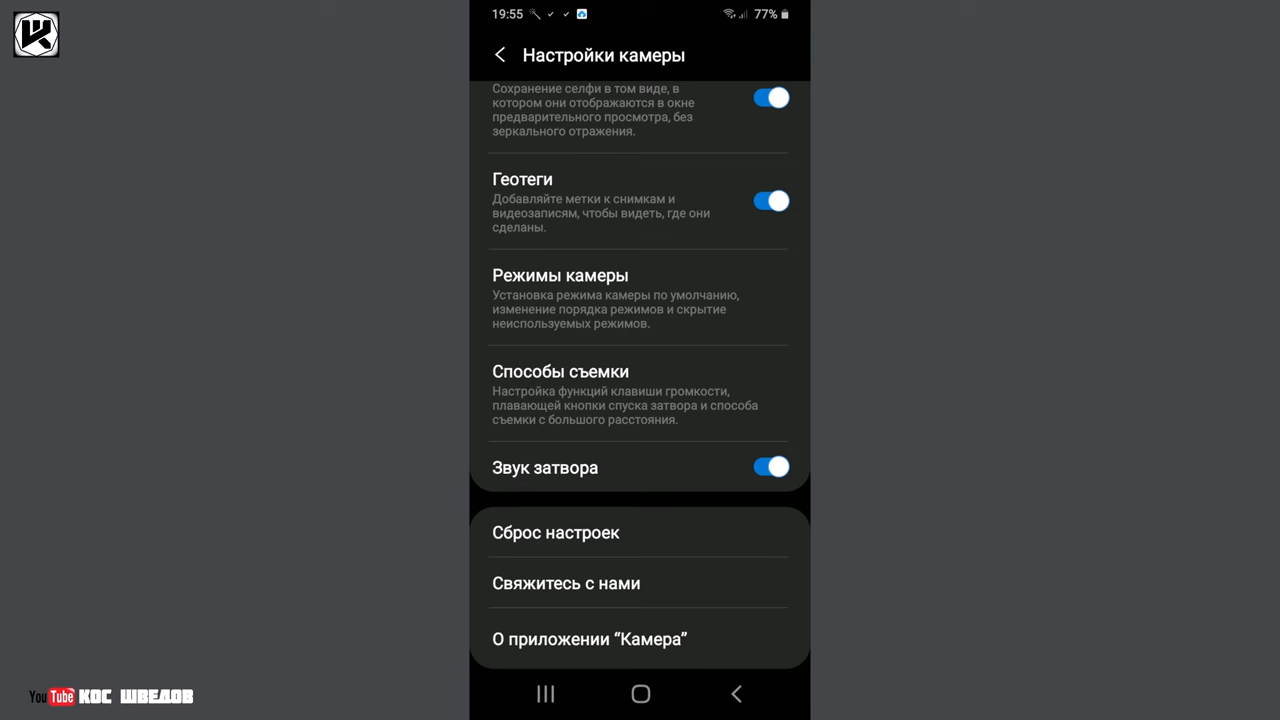 19:55
77%
Настройки камеры
Сохранение селфи в том виде, в
котором они отображаются в окне
предварительного просмотра, без
зеркального отражения.
Геотеги
Добавляйте метки к снимкам и
видеозаписям, чтобы видеть, где они
сделаны.
Режимы камеры
Установка режима камеры по умолчанию,
изменение порядка режимов и скрытие
неиспользуемых режимов.
Способы съемки
Настройка функций клавиши громкости,
плавающей кнопки спуска затвора и способа
съемки с большого расстояния.
Звук затвора
Сброс настроек
Свяжитесь с нами
О приложении “Камера”
YouTube КОС ШВЕДОВ